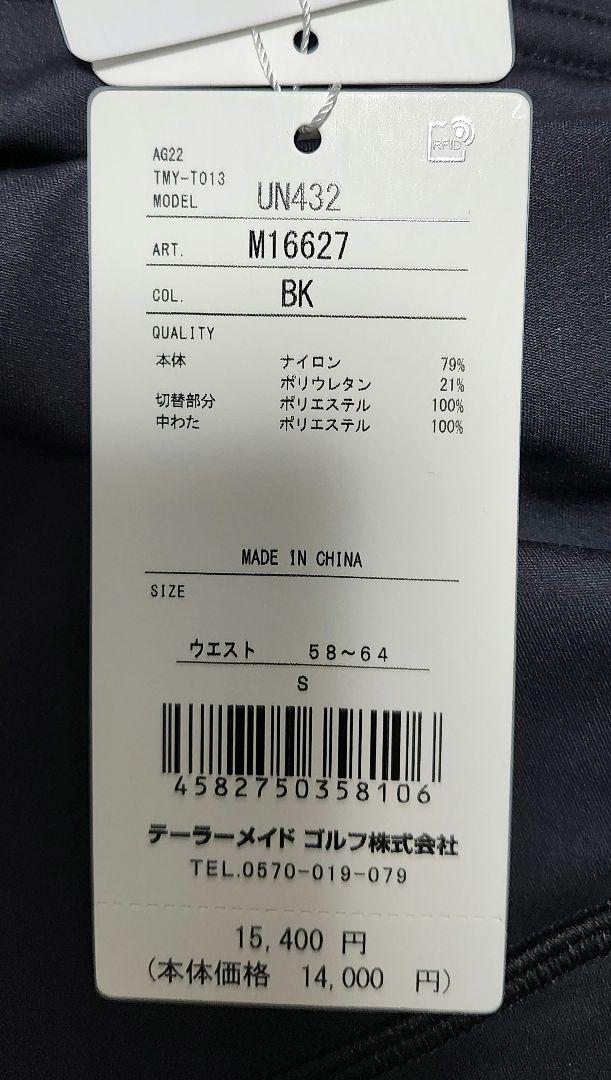 RFID
AG22
TMY-T013
MODEL UN432
ART. M16627
COL. BK
QUALITY
本体 ナイロン 79%
ポリウレタン 21%
切替部分 ポリエステル 100%
中わた ポリエステル 100%
MADE IN CHINA
SIZE
ウエスト 58~64
S
4582750358106
テーラーメイド ゴルフ株式会社
TEL.0570-019-079
15,400 円
(本体価格 14,000 円)